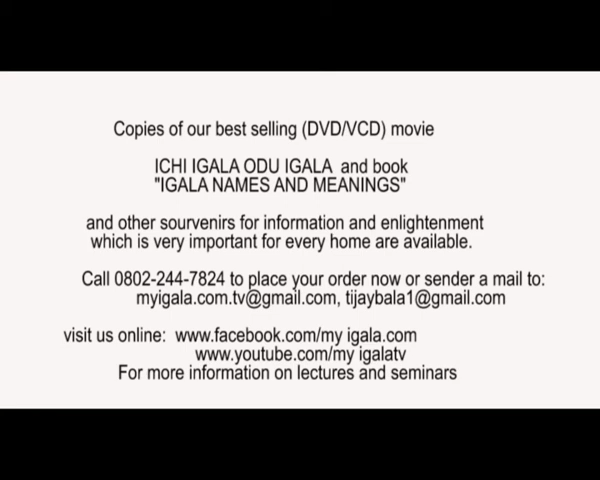 Copies of our best selling (DVD/VCD) movie
ICHI IGALA ODU IGALA and book
"IGALA NAMES AND MEANINGS"
and other sourvenirs for information and enlightenment
which is very important for every home are available.
Call 0802-244-7824 to place your order now or sender a mail to:
myigala.com.tv@gmail.com, tijaybala1@gmail.com
visit us online: www.facebook.com/my igala.com
www.youtube.com/my igalatv
For more information on lectures and seminars